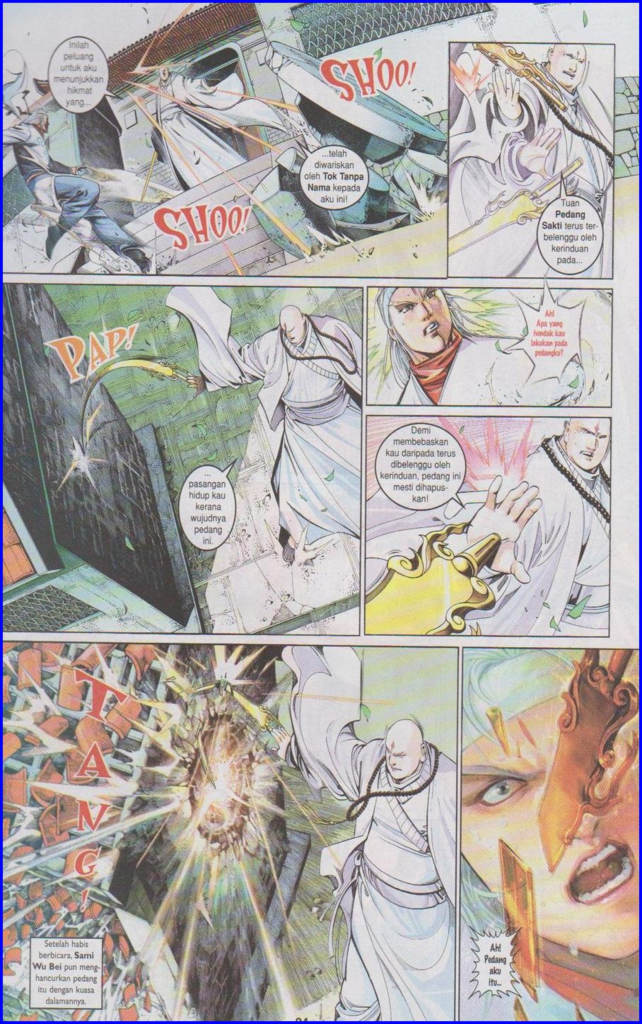 Inilah
peluang
untuk aku
menunjukkan
hikmat
yang...
SHOO!
...telah
diwariskan
oleh Tok Tanpa
Nama kepada
aku ini!
SHOO!
Tuan
Pedang
Sakti terus ter-
belenggu oleh
kerinduan
pada...
PAP!
...
pasangan
hidup kau
kerana
wujudnya
pedang
ini.
Ah!
Apa yang
hendak kau
lakukan pada
pedangku?
Demi
membebaskan
kau daripada terus
dibelenggu oleh
kerinduan, pedang ini
mesti dihapus-
kan!
TANG!
Setelah habis
berbicara, Sami
Wu Bei pun meng-
hancurkan pedang
itu dengan kuasa
dalamannya.
Ah!
Pedang
aku
itu...